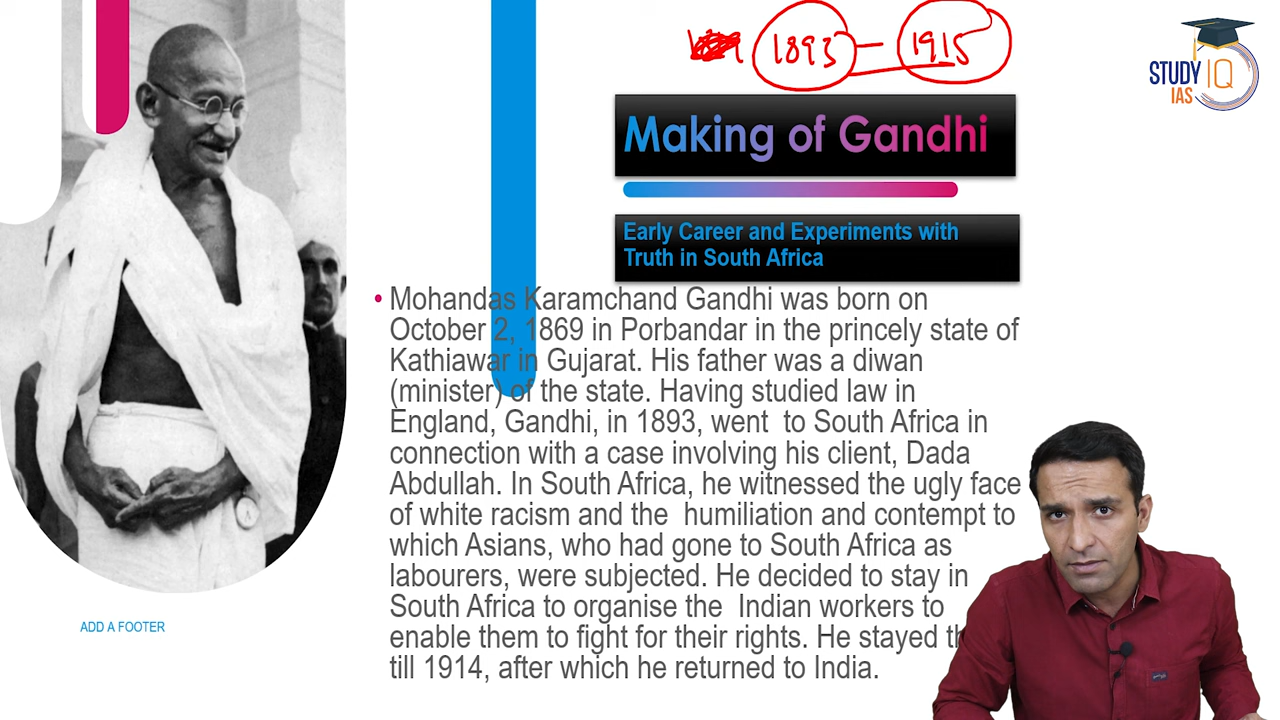 1893 – 1915
STUDY IQ
IAS
Making of Gandhi
Early Career and Experiments with
Truth in South Africa
• Mohandas Karamchand Gandhi was born on
October 2, 1869 in Porbandar in the princely state of
Kathiawar in Gujarat. His father was a diwan
(minister) of the state. Having studied law in
England, Gandhi, in 1893, went to South Africa in
connection with a case involving his client, Dada
Abdullah. In South Africa, he witnessed the ugly face
of white racism and the humiliation and contempt to
which Asians, who had gone to South Africa as
labourers, were subjected. He decided to stay in
South Africa to organise the Indian workers to
enable them to fight for their rights. He stayed
till 1914, after which he returned to India.
ADD A FOOTER